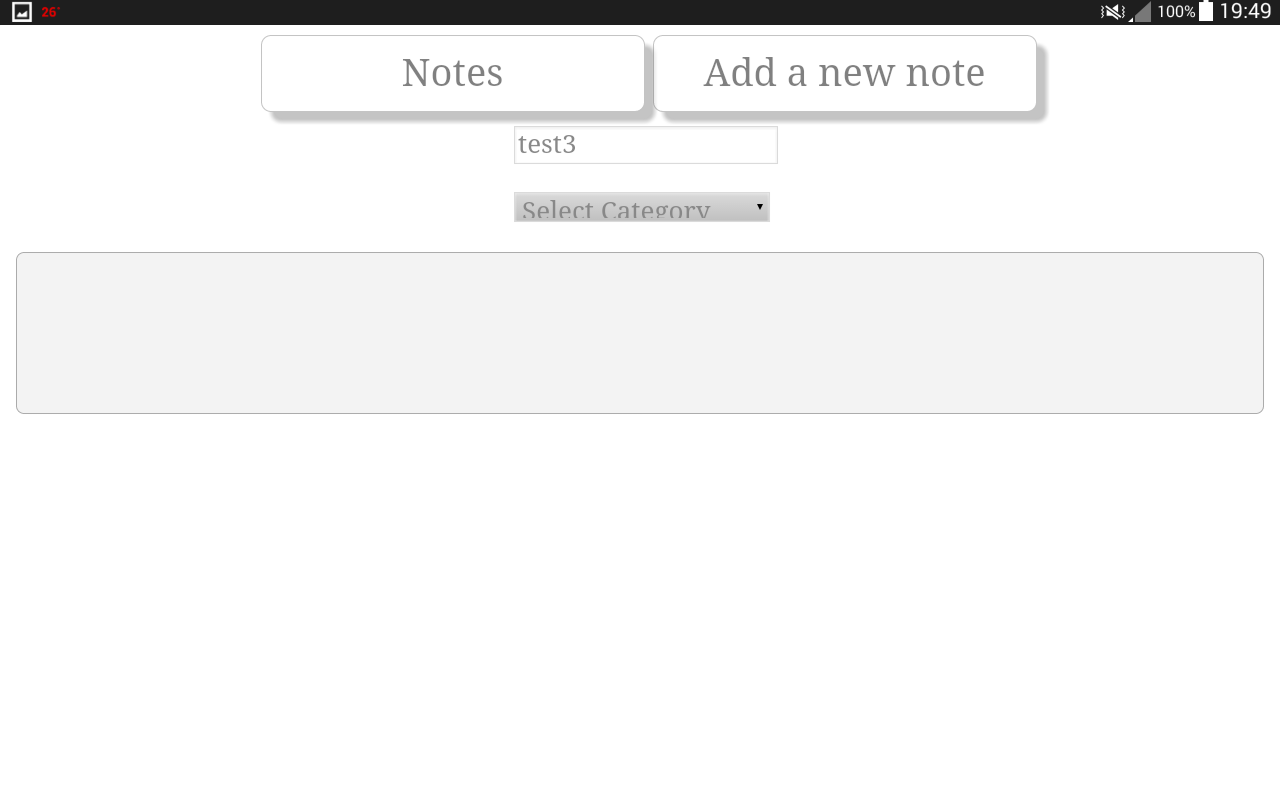 26° 100% 19:49
Notes Add a new note
test3
Select Category